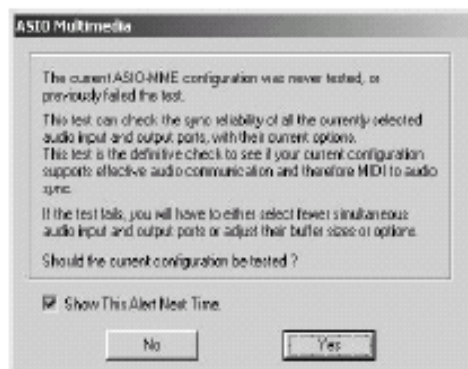 ASIO Multimedia
The current ASIO-MME configuration was never tested, or
previously failed the test.
This test can check the sync reliability of all the currently selected
audio input and output ports, with their current options.
This test is the definitive check to see if your current configuration
supports effective audio communication and therefore MIDI to audio
sync.
If the test fails, you will have to either select fewer simultaneous
audio input and output ports or adjust their buffer sizes or options.
Should the current configuration be tested ?
Show This Alert Next Time.
No
Yes